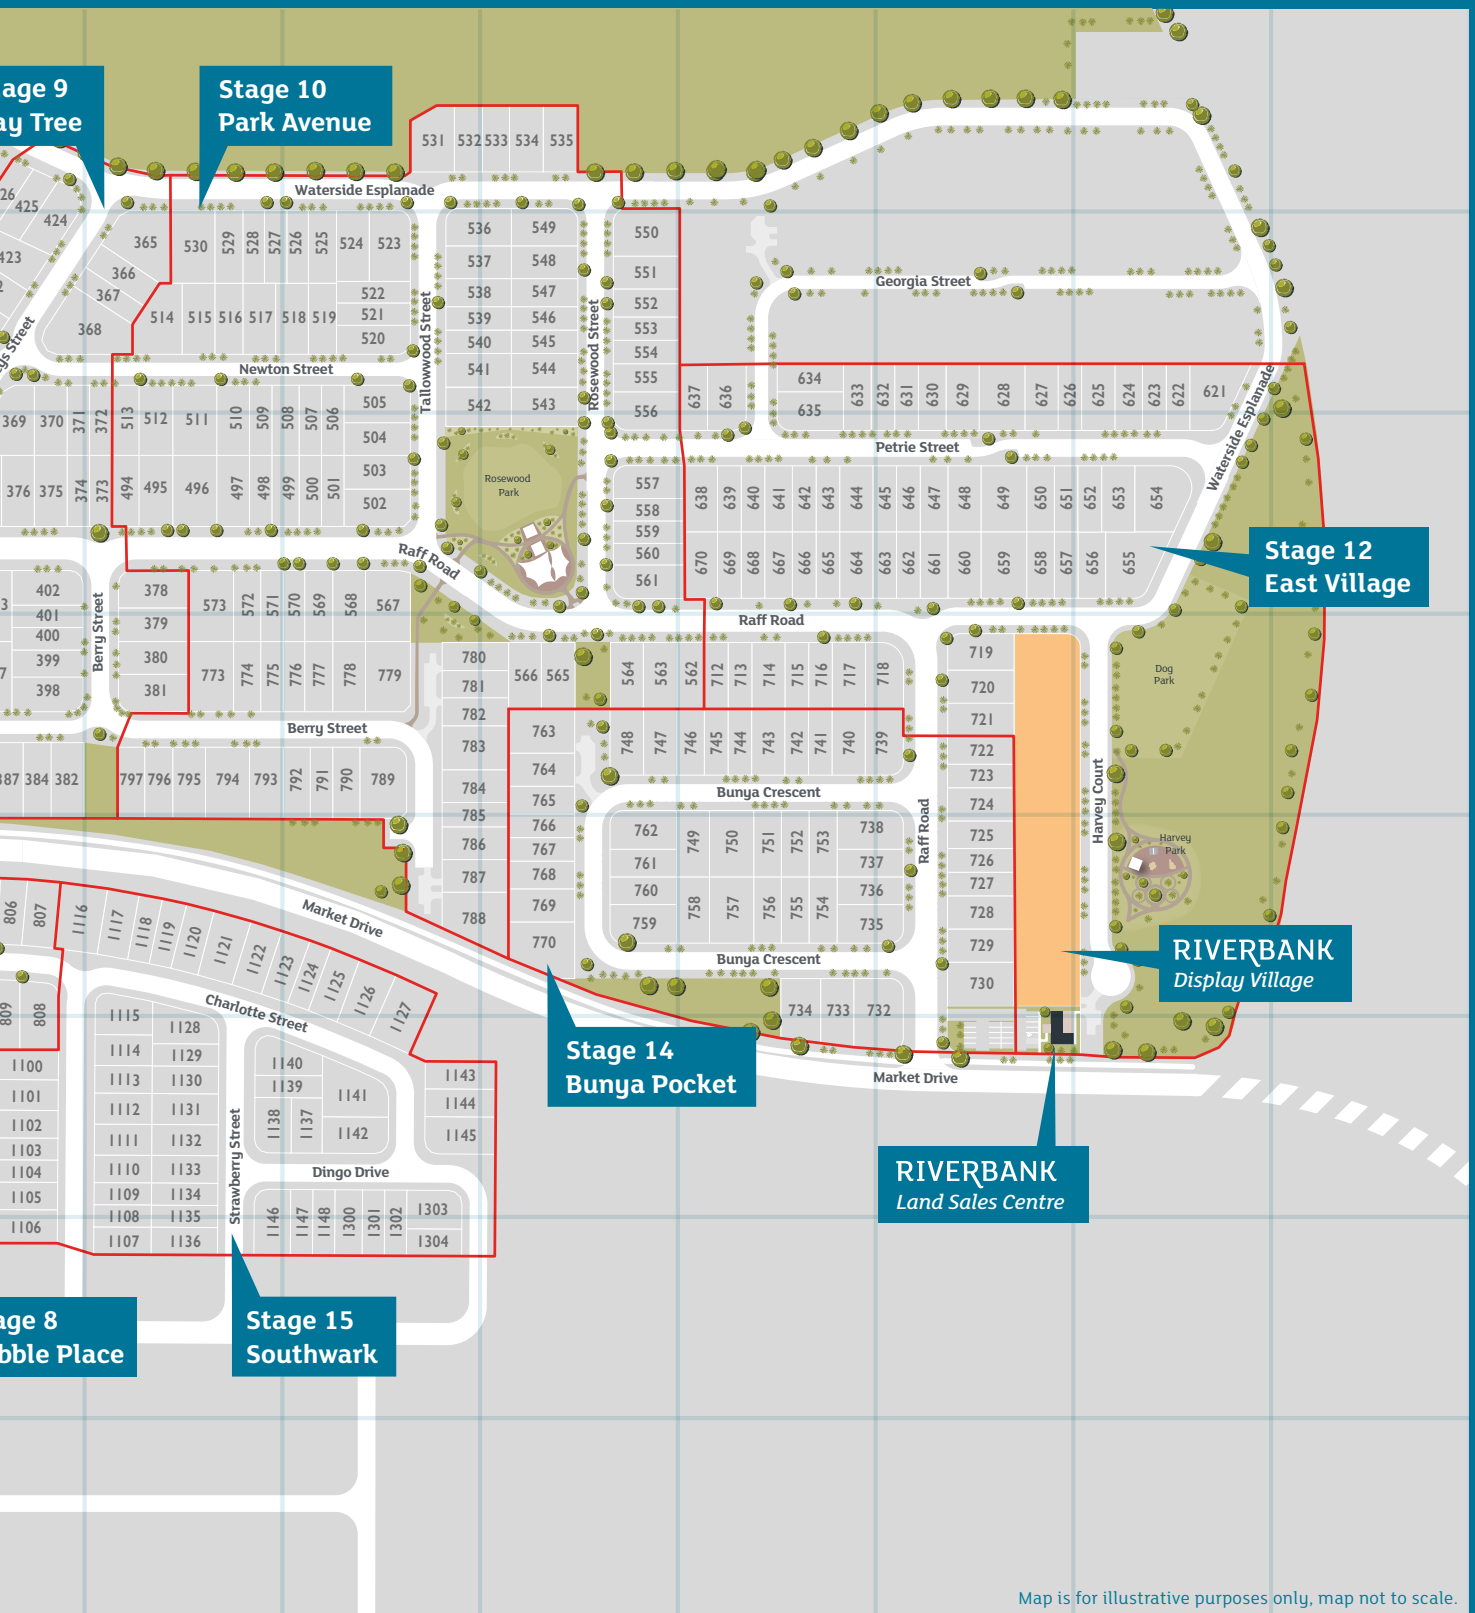 age 9
ay Tree
Stage 10
Park Avenue
531 532 533 534 535
Waterside Esplanade
26
425
424
423
2
365
366
367
368
530 529 528 527 526 525 524 523
522
521
520
514 515 516 517 518 519
Newton Street
ys Street
Tallowwood Street
Rosewood Street
536 549
537 548
538 547
539 546
540 545
541 544
542 543
550
551
552
553
554
555
556
Georgia Street
637 636
634
635
633 632 631 630 629 628 627 626 625 624 623 622 621
Waterside Esplanade
Petrie Street
369 370 371 372
513 512 511 510 509 508 507 506
505
504
503
502
376 375 374 373
494 495 496 497 498 499 500 501
Rosewood
Park
557
558
559
560
561
638 639 640 641 642 643 644 645 646 647 648 649 650 651 652 653 654
670 669 668 667 666 665 664 663 662 661 660 659 658 657 656 655
Stage 12
East Village
Raff Road
Raff Road
3
402
401
400
399
398
7
Berry Street
378
379
380
381
573 572 571 570 569 568 567
773 774 775 776 777 778 779
Berry Street
780
781
782
783
784
785
786
787
788
566 565
564 563 562
712 713 714 715 716 717 718
719
720
721
722
723
724
725
726
727
728
729
730
Dog
Park
Harvey Court
Harvey
Park
387 384 382
797 796 795 794 793 792 791 790 789
763
764
765
766
767
768
769
770
748 747 746 745 744 743 742 741 740 739
Bunya Crescent
Raff Road
762
761
760
759
749 750 751 752 753
758 757 756 755 754
738
737
736
735
Bunya Crescent
734 733 732
RIVERBANK
Display Village
Market Drive
806 807
809 808
1116 1117 1118 1119 1120 1121 1122 1123 1124 1125 1126 1127
Charlotte Street
Stage 14
Bunya Pocket
Market Drive
RIVERBANK
Land Sales Centre
1100
1101
1102
1103
1104
1105
1106
1115
1114
1113
1112
1111
1110
1109
1108
1107
1128
1129
1130
1131
1132
1133
1134
1135
1136
Strawberry Street
1140
1139
1138 1137
1141
1142
1143
1144
1145
Dingo Drive
1146 1147 1148 1300 1301 1302
1303
1304
age 8
bble Place
Stage 15
Southwark
Map is for illustrative purposes only, map not to scale.